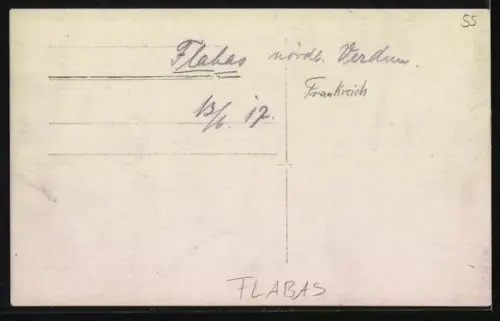 55
Flabas nördl. Verdun.
Frankreich
13/6. 17.
FLABAS